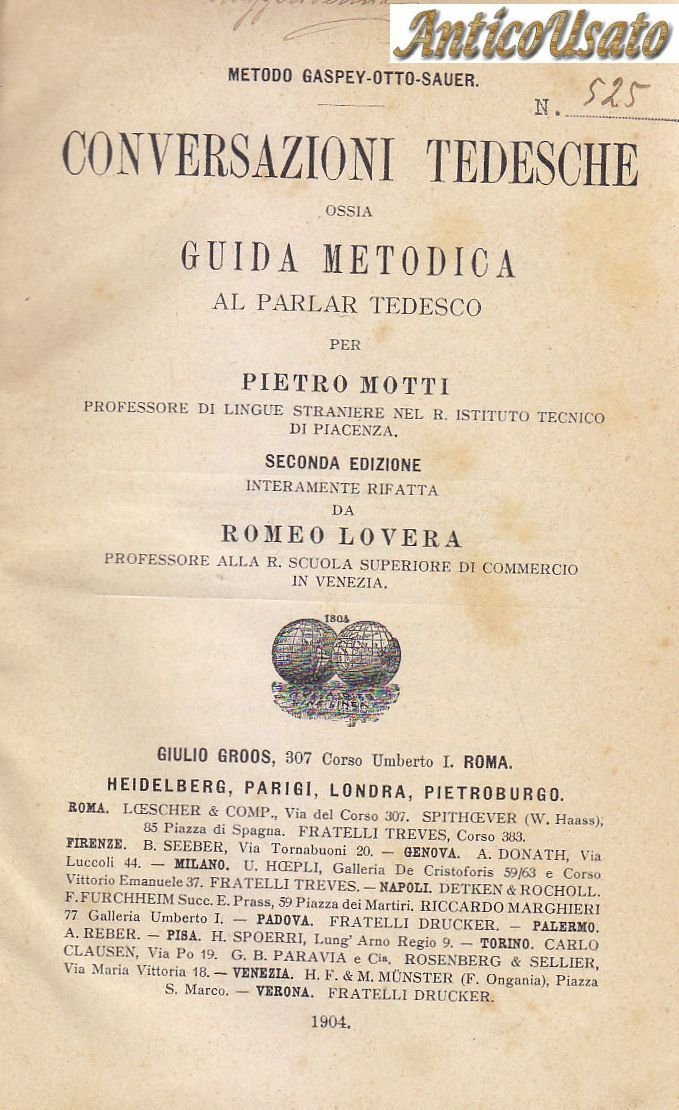 AnticoUsato
METODO GASPEY-OTTO-SAUER.
N. 525
CONVERSAZIONI TEDESCHE
OSSIA
GUIDA METODICA
AL PARLAR TEDESCO
PER
PIETRO MOTTI
PROFESSORE DI LINGUE STRANIERE NEL R. ISTITUTO TECNICO
DI PIACENZA.
SECONDA EDIZIONE
INTERAMENTE RIFATTA
DA
ROMEO LOVERA
PROFESSORE ALLA R. SCUOLA SUPERIORE DI COMMERCIO
IN VENEZIA.
1804
GIULIO GROOS, 307 Corso Umberto I. ROMA.
HEIDELBERG, PARIGI, LONDRA, PIETROBURGO.
ROMA. LŒSCHER & COMP., Via del Corso 307. SPITHŒVER (W. Haass),
85 Piazza di Spagna. FRATELLI TREVES, Corso 383.
FIRENZE. B. SEEBER, Via Tornabuoni 20. — GENOVA. A. DONATH, Via
Luccoli 44. — MILANO. U. HŒPLI, Galleria De Cristoforis 59/63 e Corso
Vittorio Emanuele 37. FRATELLI TREVES. — NAPOLI. DETKEN & ROCHOLL.
F. FURCHHEIM Succ. E. Prass, 59 Piazza dei Martiri. RICCARDO MARGHIERI
77 Galleria Umberto I. — PADOVA. FRATELLI DRUCKER. — PALERMO.
A. REBER. — PISA. H. SPOERRI, Lung' Arno Regio 9. — TORINO. CARLO
CLAUSEN, Via Po 19. G. B. PARAVIA e Cia. ROSENBERG & SELLIER,
Via Maria Vittoria 18. — VENEZIA. H. F. & M. MÜNSTER (F. Ongania), Piazza
S. Marco. — VERONA. FRATELLI DRUCKER.
1904.